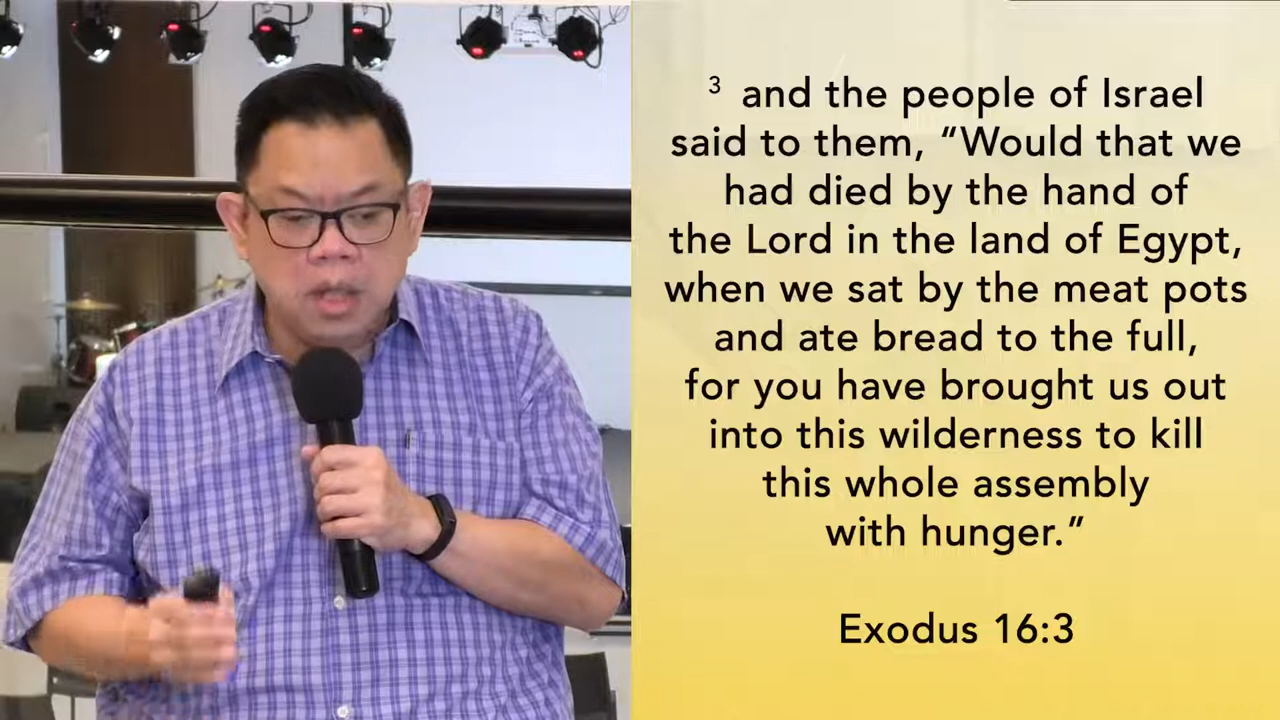 ³ and the people of Israel
said to them, “Would that we
had died by the hand of
the Lord in the land of Egypt,
when we sat by the meat pots
and ate bread to the full,
for you have brought us out
into this wilderness to kill
this whole assembly
with hunger.”
Exodus 16:3